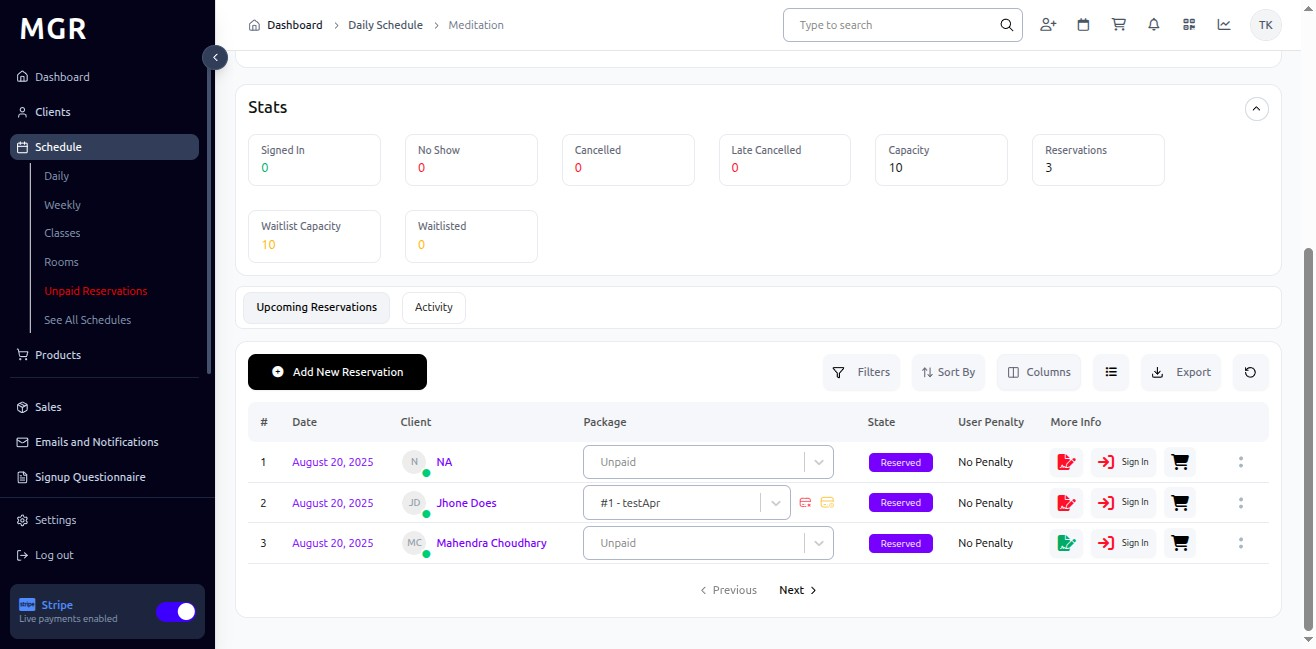 MGR
Dashboard
Daily Schedule
Meditation
Type to search
TK
Dashboard
Clients
Schedule
Daily
Weekly
Classes
Rooms
Unpaid Reservations
See All Schedules
Products
Sales
Emails and Notifications
Signup Questionnaire
Settings
Log out
stripe Stripe
Live payments enabled
Stats
Signed In No Show Cancelled Late Cancelled Capacity Reservations
0 0 0 0 10 3
Waitlist Capacity Waitlisted
10 0
Upcoming Reservations Activity
Add New Reservation Filters Sort By Columns Export
# Date Client Package State User Penalty More Info
1 August 20, 2025 N NA Unpaid Reserved No Penalty Sign In
2 August 20, 2025 JD Jhone Does #1 - testApr Reserved No Penalty Sign In
3 August 20, 2025 MC Mahendra Choudhary Unpaid Reserved No Penalty Sign In
Previous Next